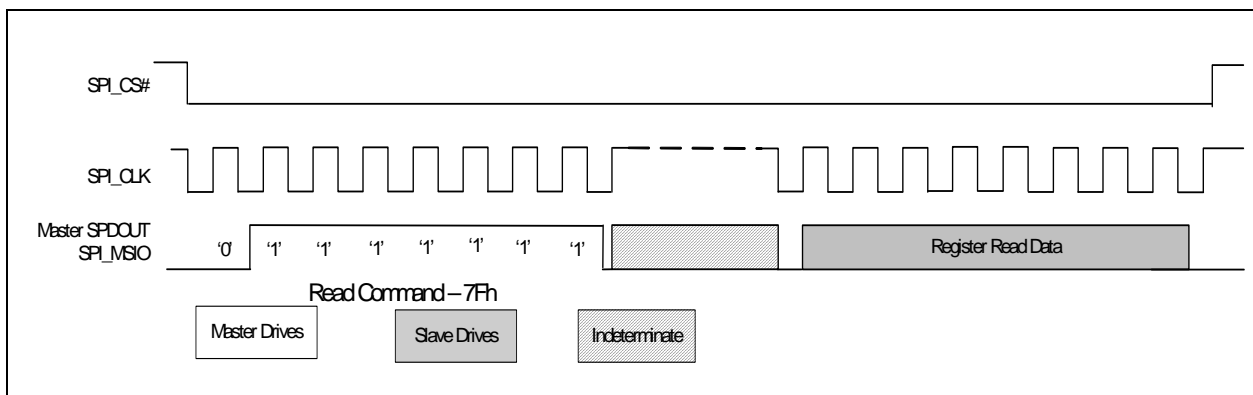 SPI_CS#
SPI_CLK
Master SPDOUT
SPI_MSIO
‘0’ ‘1’ ‘1’ ‘1’ ‘1’ ‘1’ ‘1’ ‘1’
Register Read Data
Read Command – 7Fh
Master Drives
Slave Drives
Indeterminate